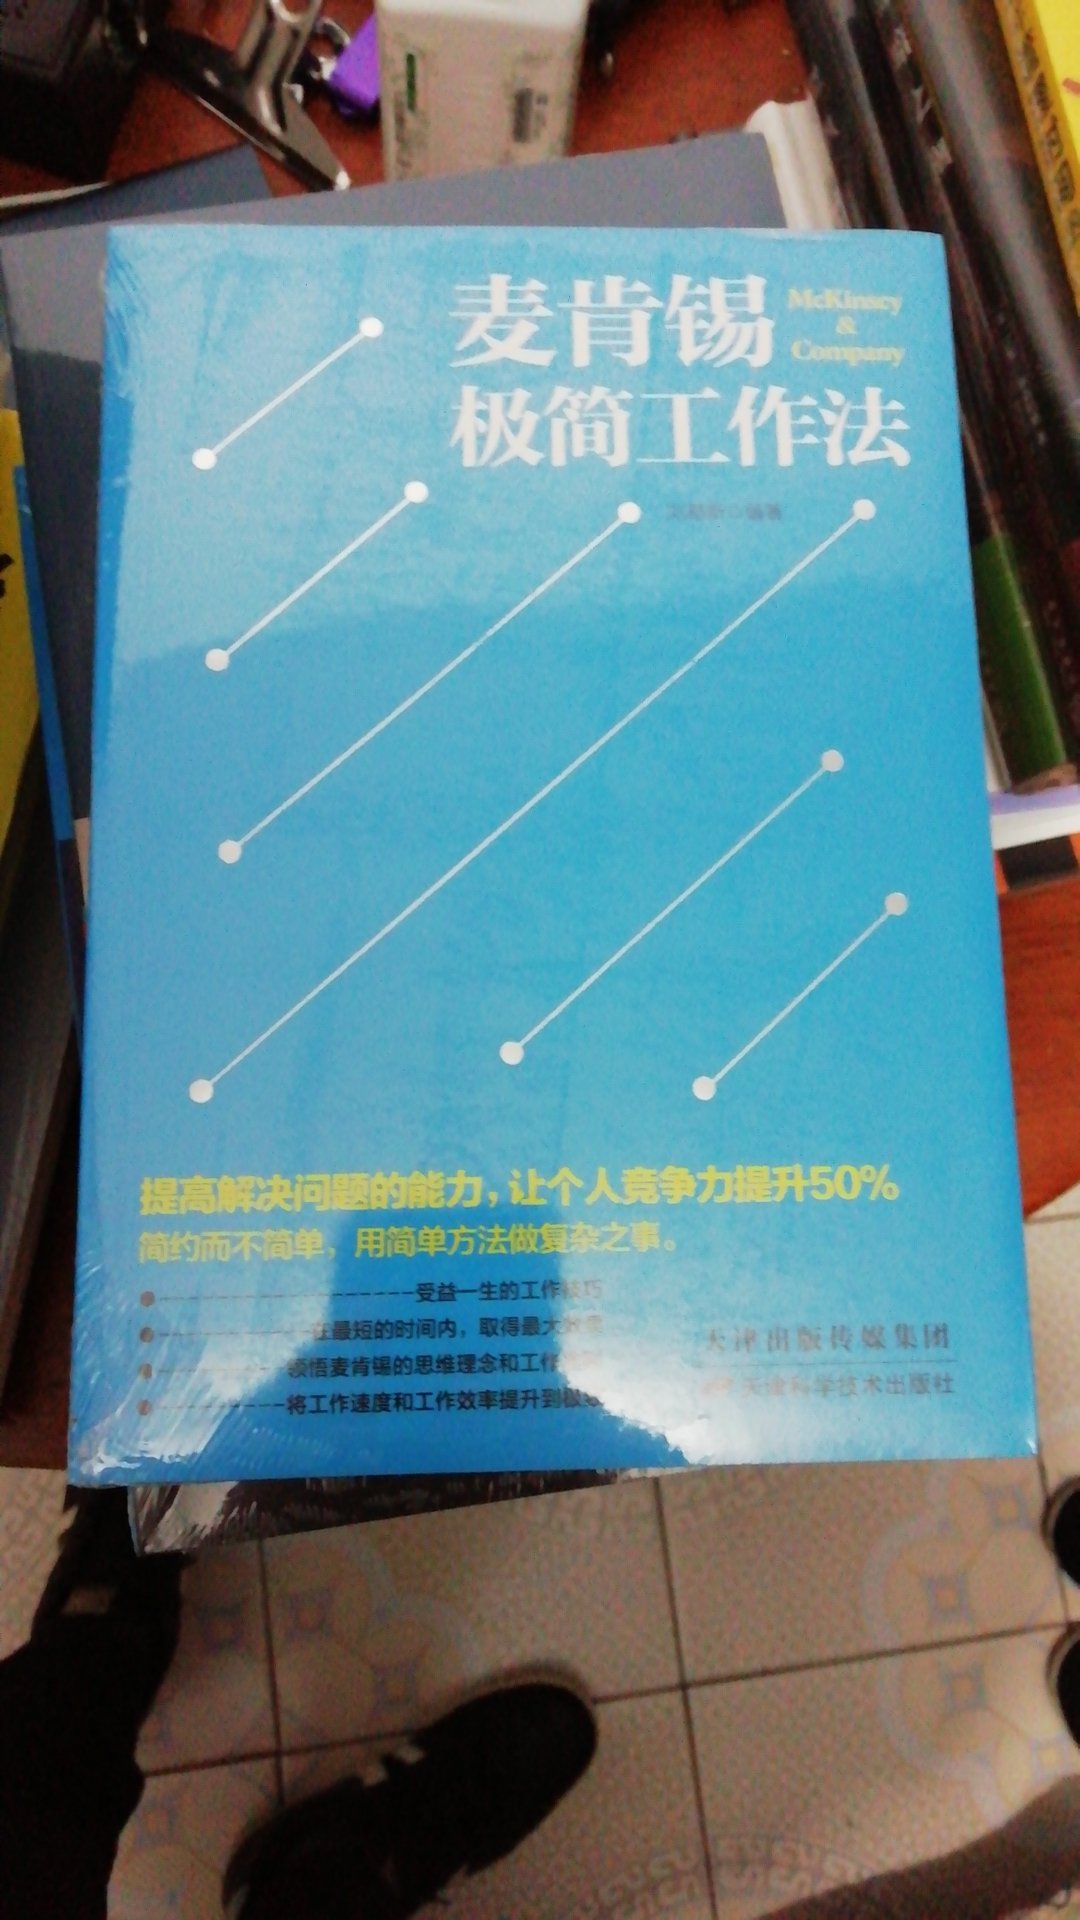 麦肯锡
McKinsey
&
Company
极简工作法
编著
提高解决问题的能力，让个人竞争力提升50%
简约而不简单，用简单方法做复杂之事。
受益一生的工作技巧
在最短的时间内，取得最大效果
领悟麦肯锡的思维理念和工作
将工作速度和工作效率提升到极致
天津出版传媒集团
天津科学技术出版社